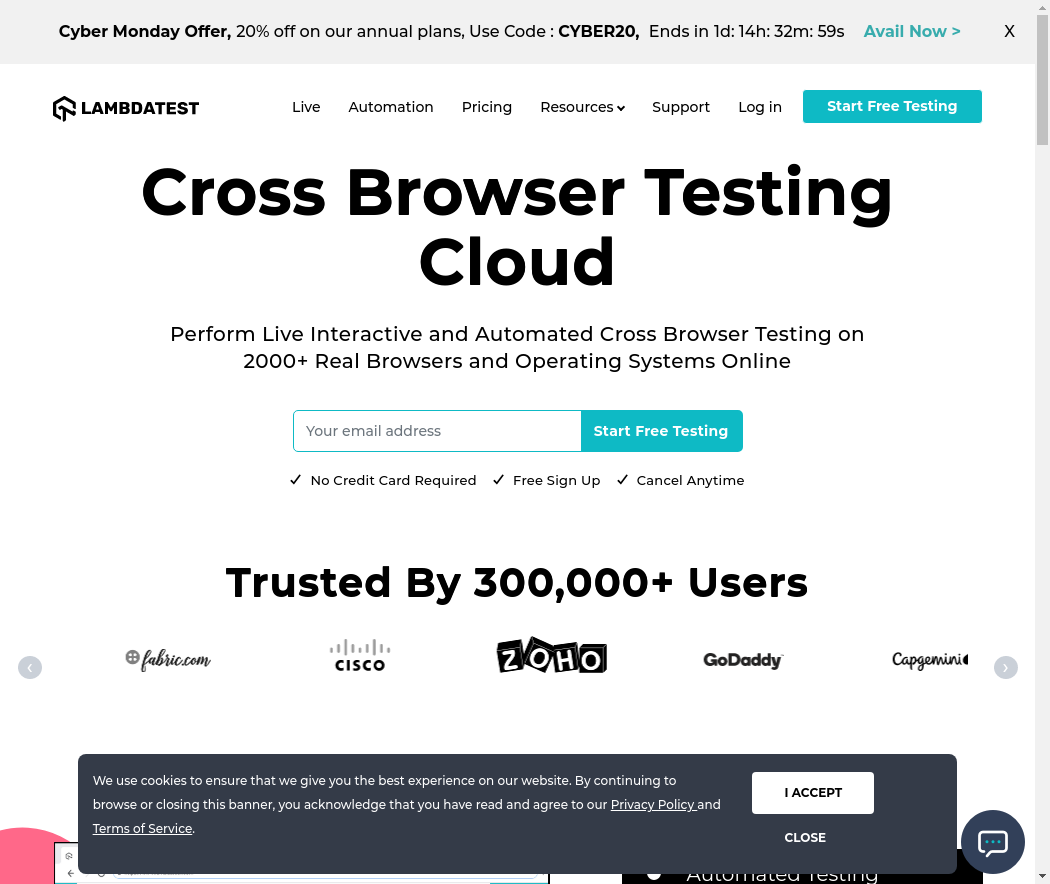 Cyber Monday Offer, 20% off on our annual plans, Use Code : CYBER20, Ends in 1d: 14h: 32m: 59s Avail Now > X
LAMBDATEST Live Automation Pricing Resources Support Log in Start Free Testing
Cross Browser Testing
Cloud
Perform Live Interactive and Automated Cross Browser Testing on
2000+ Real Browsers and Operating Systems Online
Your email address Start Free Testing
✓ No Credit Card Required ✓ Free Sign Up ✓ Cancel Anytime
Trusted By 300,000+ Users
fabric.com CISCO ZOHO GoDaddy Capgemini
We use cookies to ensure that we give you the best experience on our website. By continuing to
browse or closing this banner, you acknowledge that you have read and agree to our Privacy Policy and
Terms of Service.
I ACCEPT
CLOSE
Automated Testing